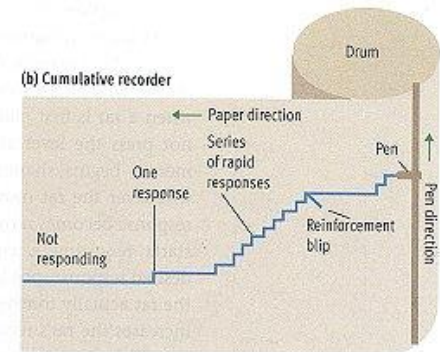 Drum
(b) Cumulative recorder
Paper direction
Series
of rapid
responses
Pen
One
response
Not
responding
Reinforcement
blip
Pen direction